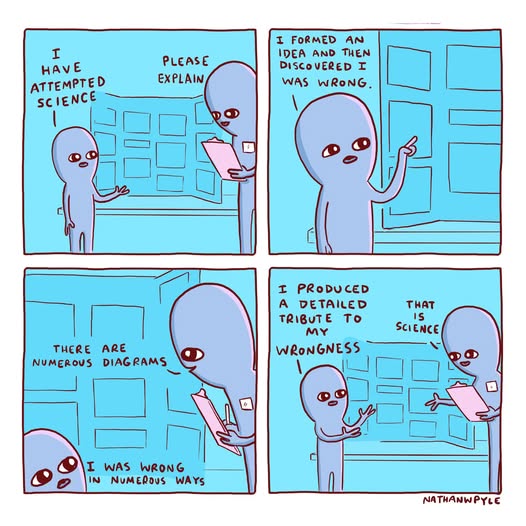 I
HAVE
ATTEMPTED
SCIENCE
PLEASE
EXPLAIN
I FORMED AN
IDEA AND THEN
DISCOVERED I
WAS WRONG.
THERE ARE
NUMEROUS DIAGRAMS
I WAS WRONG
IN NUMEROUS WAYS
I PRODUCED
A DETAILED
TRIBUTE TO
MY
WRONGNESS
THAT
IS
SCIENCE
NATHANWPYLE